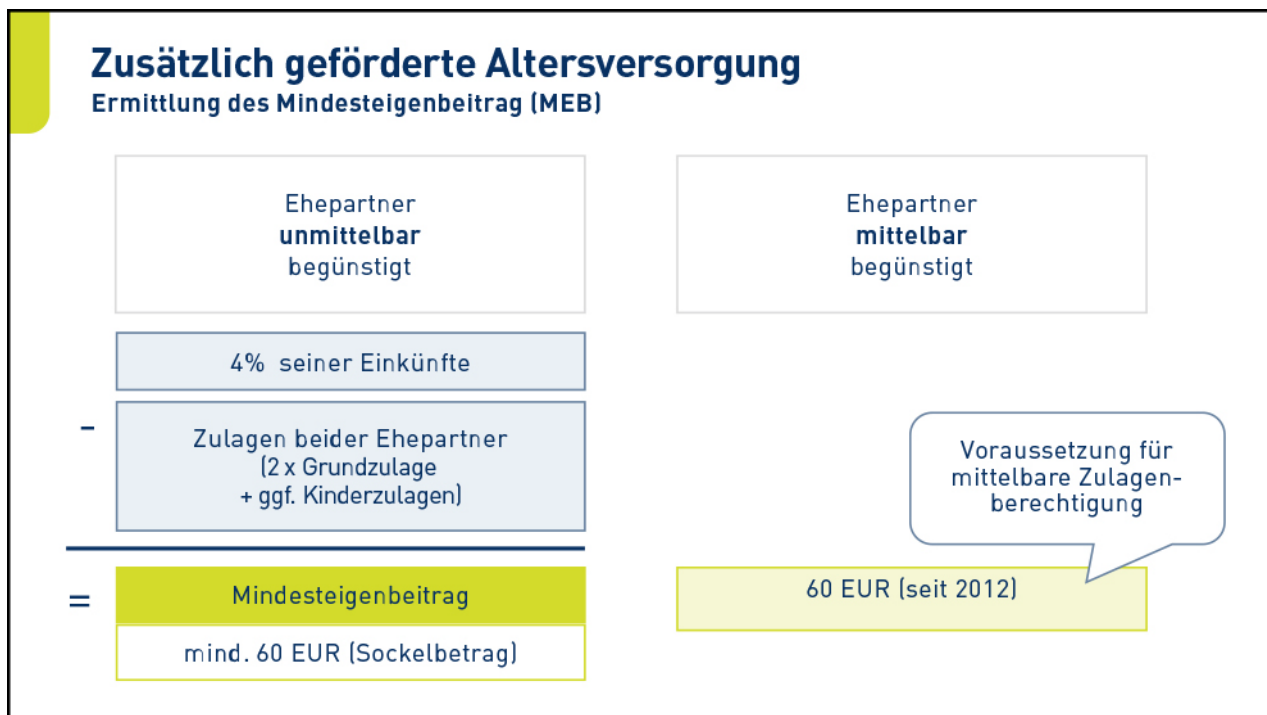 Zusätzlich geförderte Altersversorgung
Ermittlung des Mindesteigenbeitrag (MEB)
Ehepartner
unmittelbar
begünstigt
Ehepartner
mittelbar
begünstigt
4% seiner Einkünfte
-
Zulagen beider Ehepartner
(2 x Grundzulage
+ ggf. Kinderzulagen)
Voraussetzung für
mittelbare Zulagen-
berechtigung
=
Mindesteigenbeitrag
mind. 60 EUR (Sockelbetrag)
60 EUR (seit 2012)